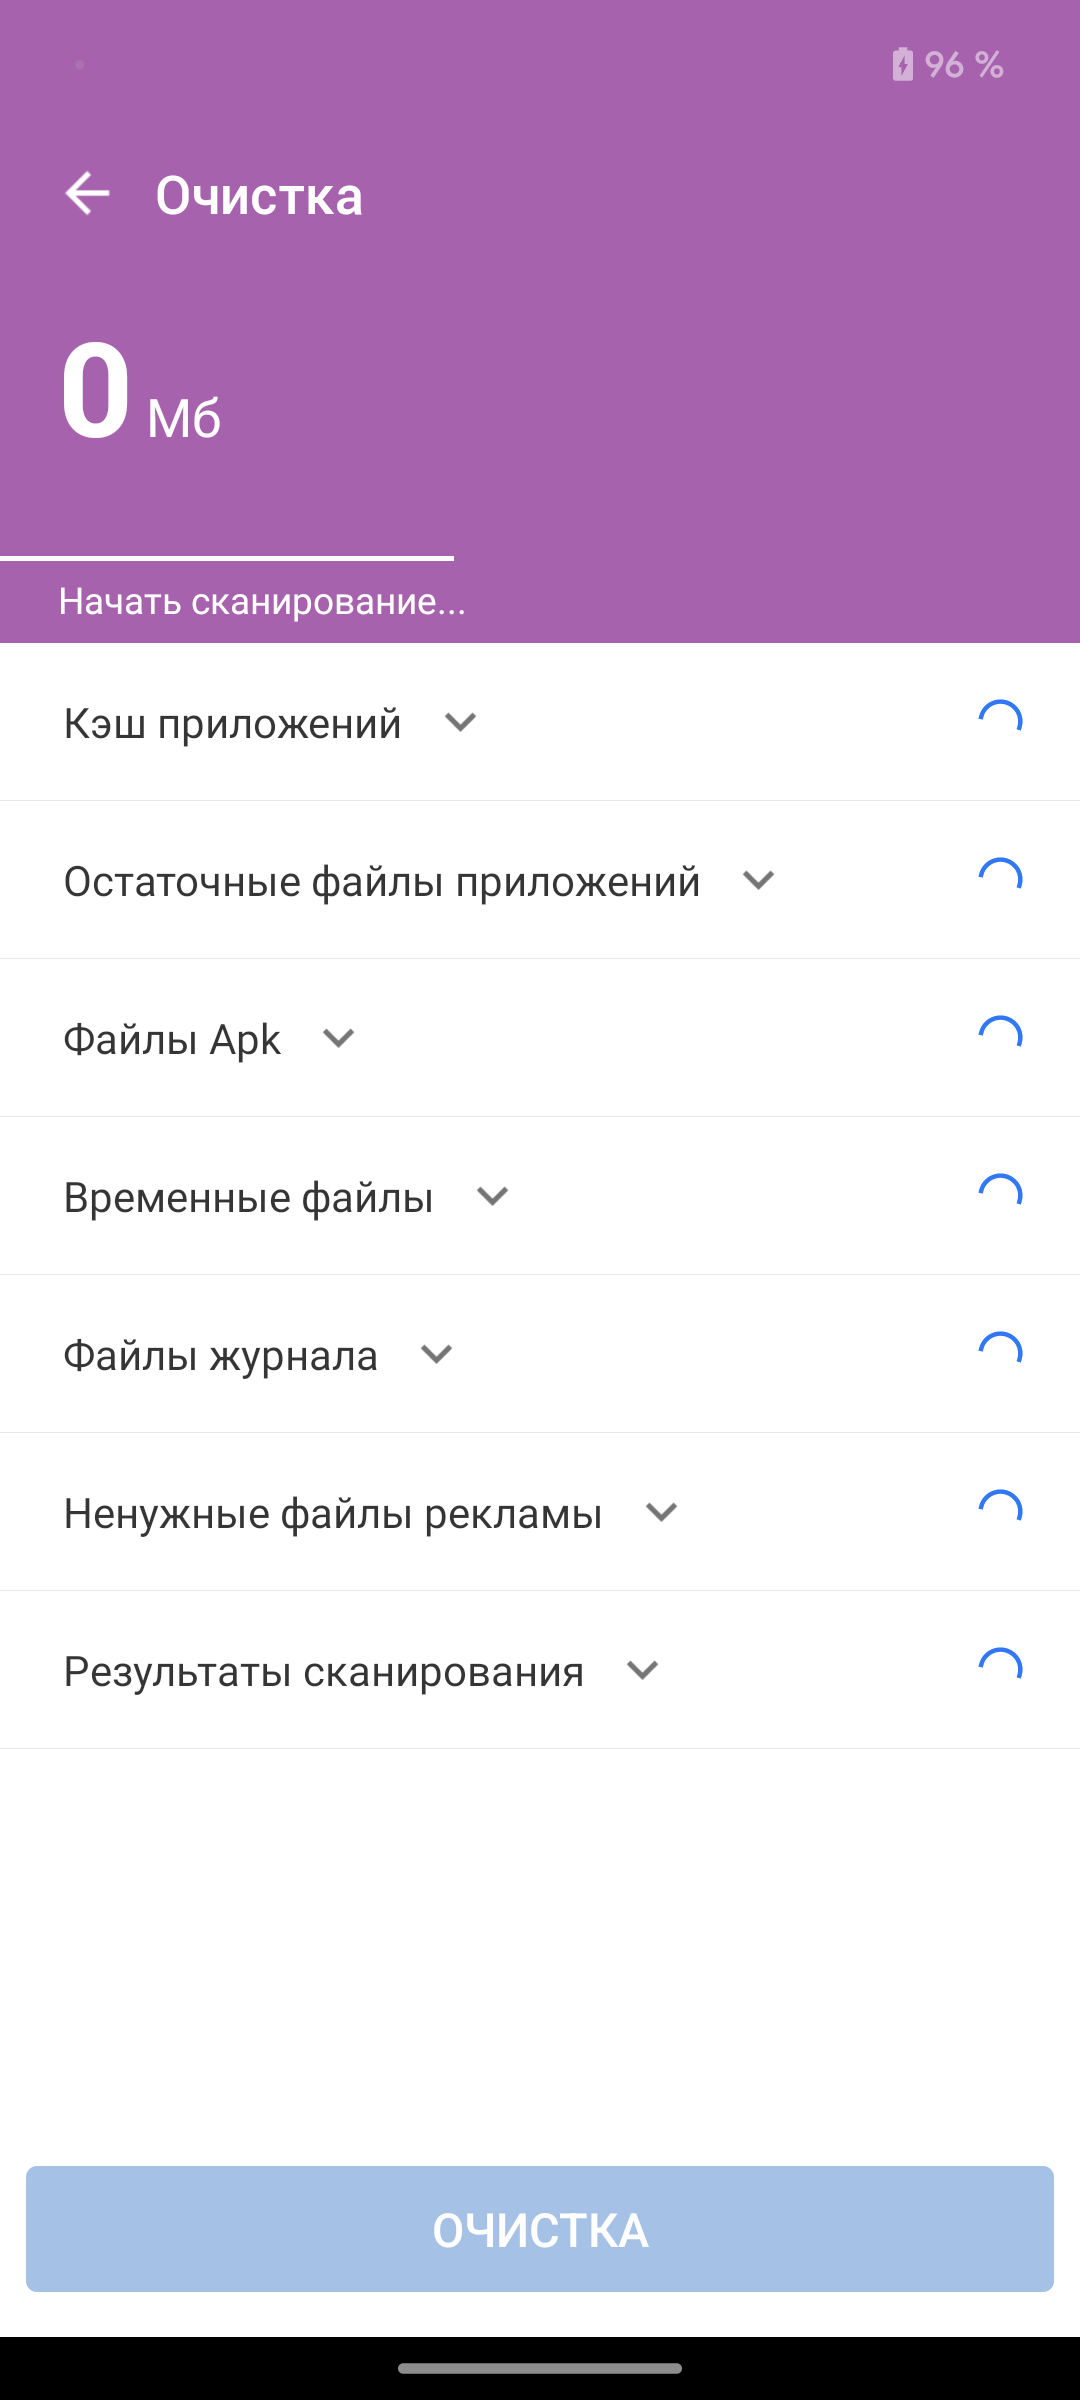 96 %
Очистка
0 Мб
Начать сканирование...
Кэш приложений
Остаточные файлы приложений
Файлы Apk
Временные файлы
Файлы журнала
Ненужные файлы рекламы
Результаты сканирования
ОЧИСТКА